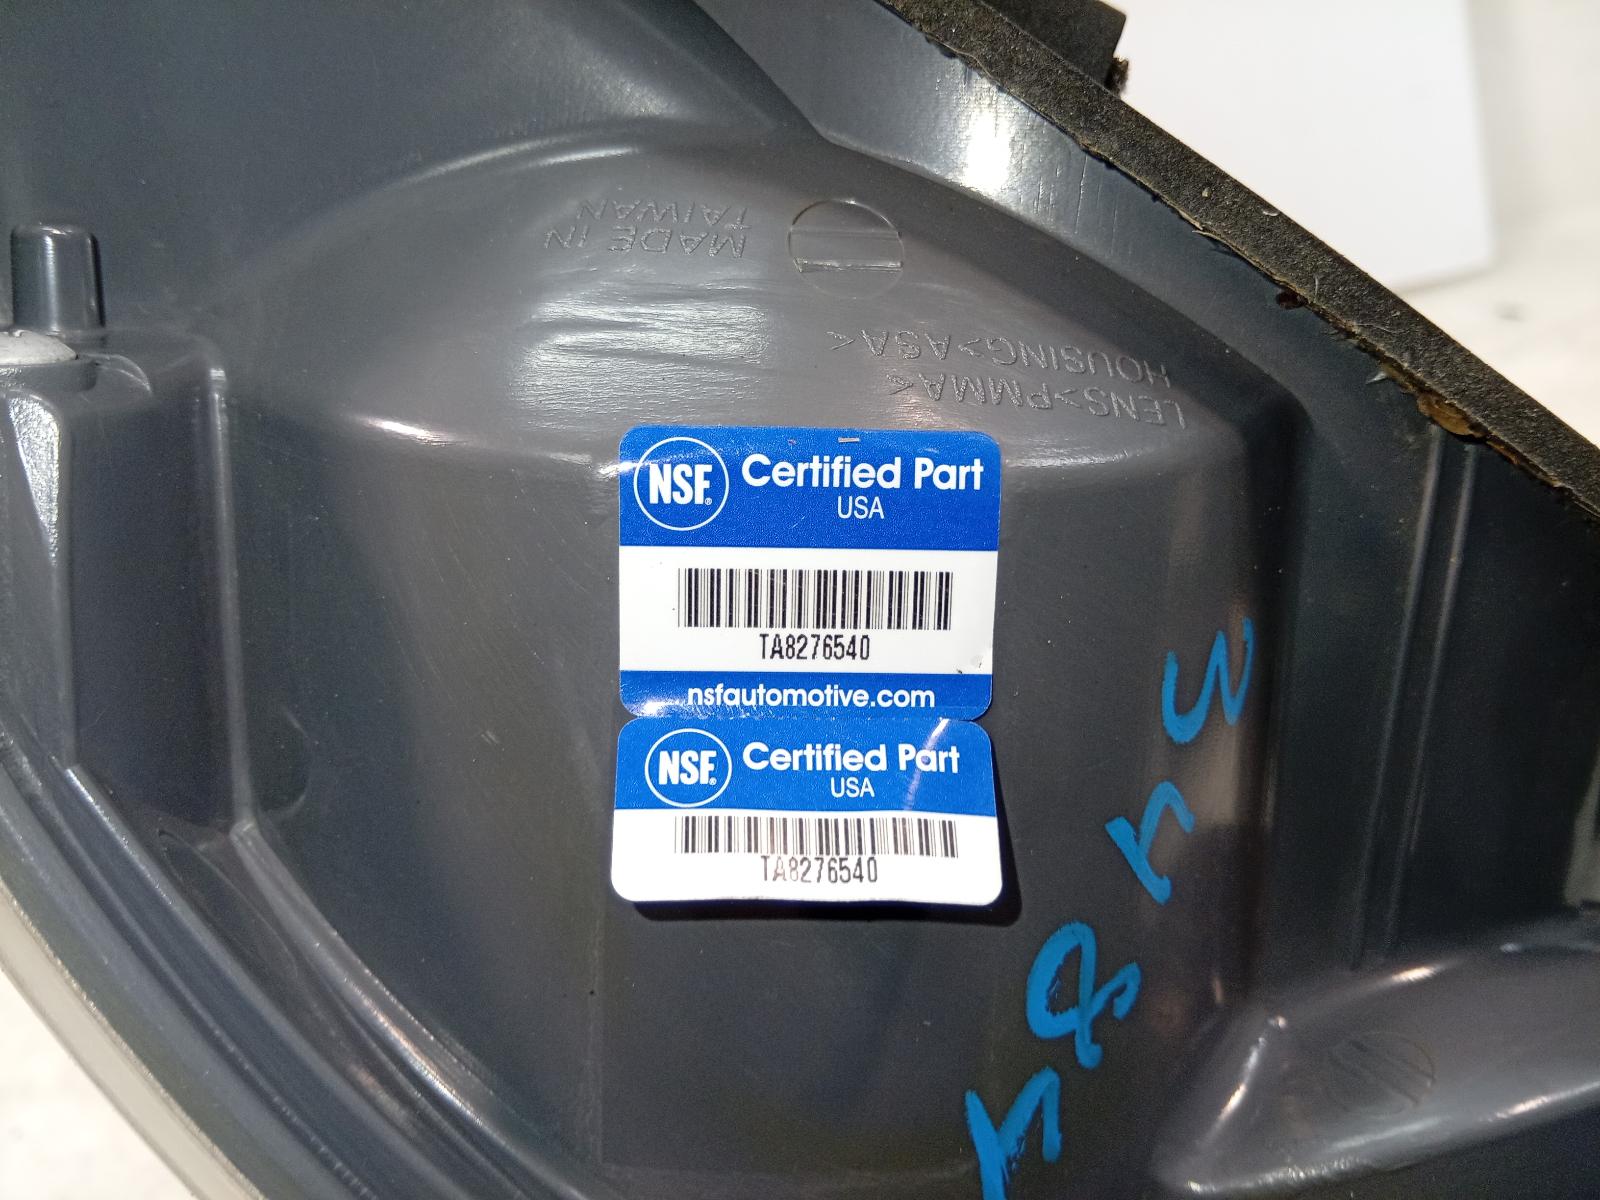 MADE IN
TAIWAN
LENS>PMMA<
HOUSING>ASA<
NSF®
Certified Part
USA
TA8276540
nsfautomotive.com
NSF®
Certified Part
USA
TA8276540